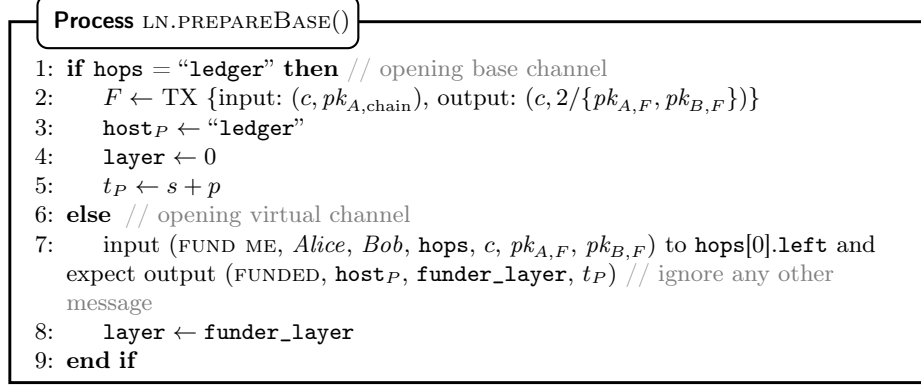 Process LN.PREPAREBASE()
1: if hops = “ledger” then // opening base channel
2: F ← TX {input: (c, pk_{A,chain}), output: (c, 2/{pk_{A,F}, pk_{B,F}})}
3: host_P ← “ledger”
4: layer ← 0
5: t_P ← s + p
6: else // opening virtual channel
7: input (FUND ME, Alice, Bob, hops, c, pk_{A,F}, pk_{B,F}) to hops[0].left and
expect output (FUNDED, host_P, funder_layer, t_P) // ignore any other
message
8: layer ← funder_layer
9: end if